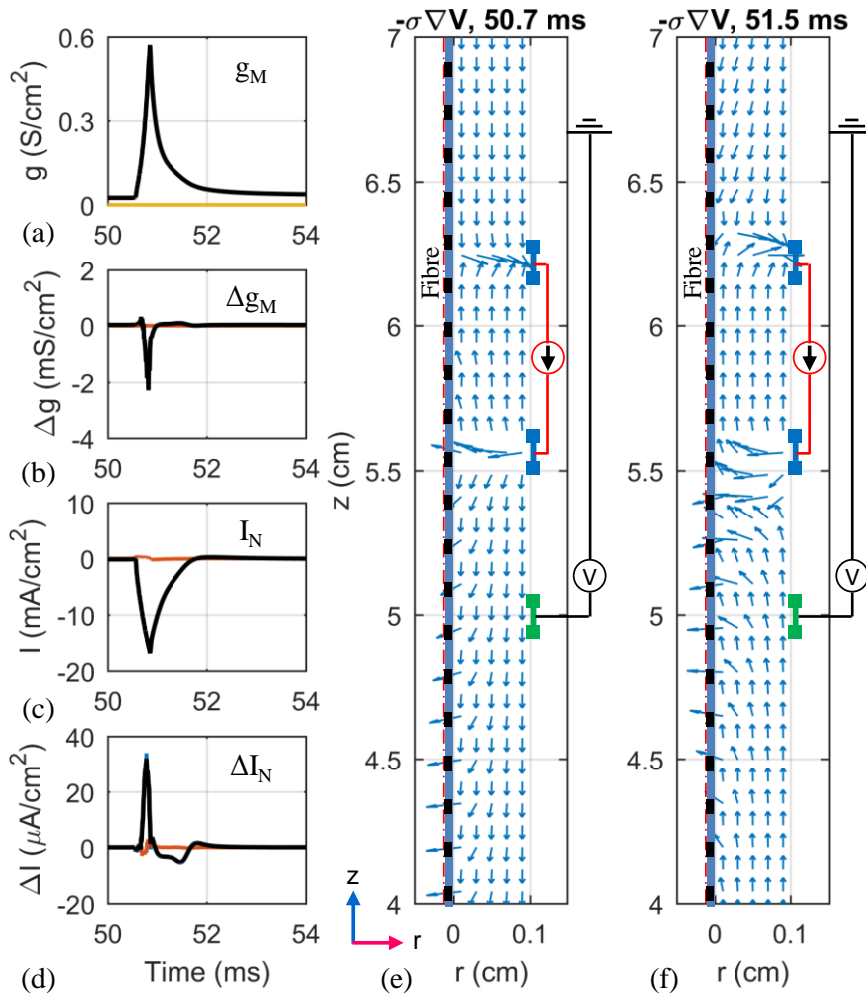 0.6
0.3
0
g (S/cm²)
g_M
50
52
54
(a)
2
0
-2
-4
Δg (mS/cm²)
Δg_M
50
52
54
(b)
10
0
-10
-20
I (mA/cm²)
I_N
50
52
54
(c)
40
20
0
-20
ΔI (μA/cm²)
ΔI_N
50
52
54
Time (ms)
(d)
-σ∇V, 50.7 ms
7
6.5
6
5.5
5
4.5
4
z (cm)
Fibre
V
0
0.1
r (cm)
z
r
(e)
-σ∇V, 51.5 ms
7
6.5
6
5.5
5
4.5
4
Fibre
V
0
0.1
r (cm)
(f)